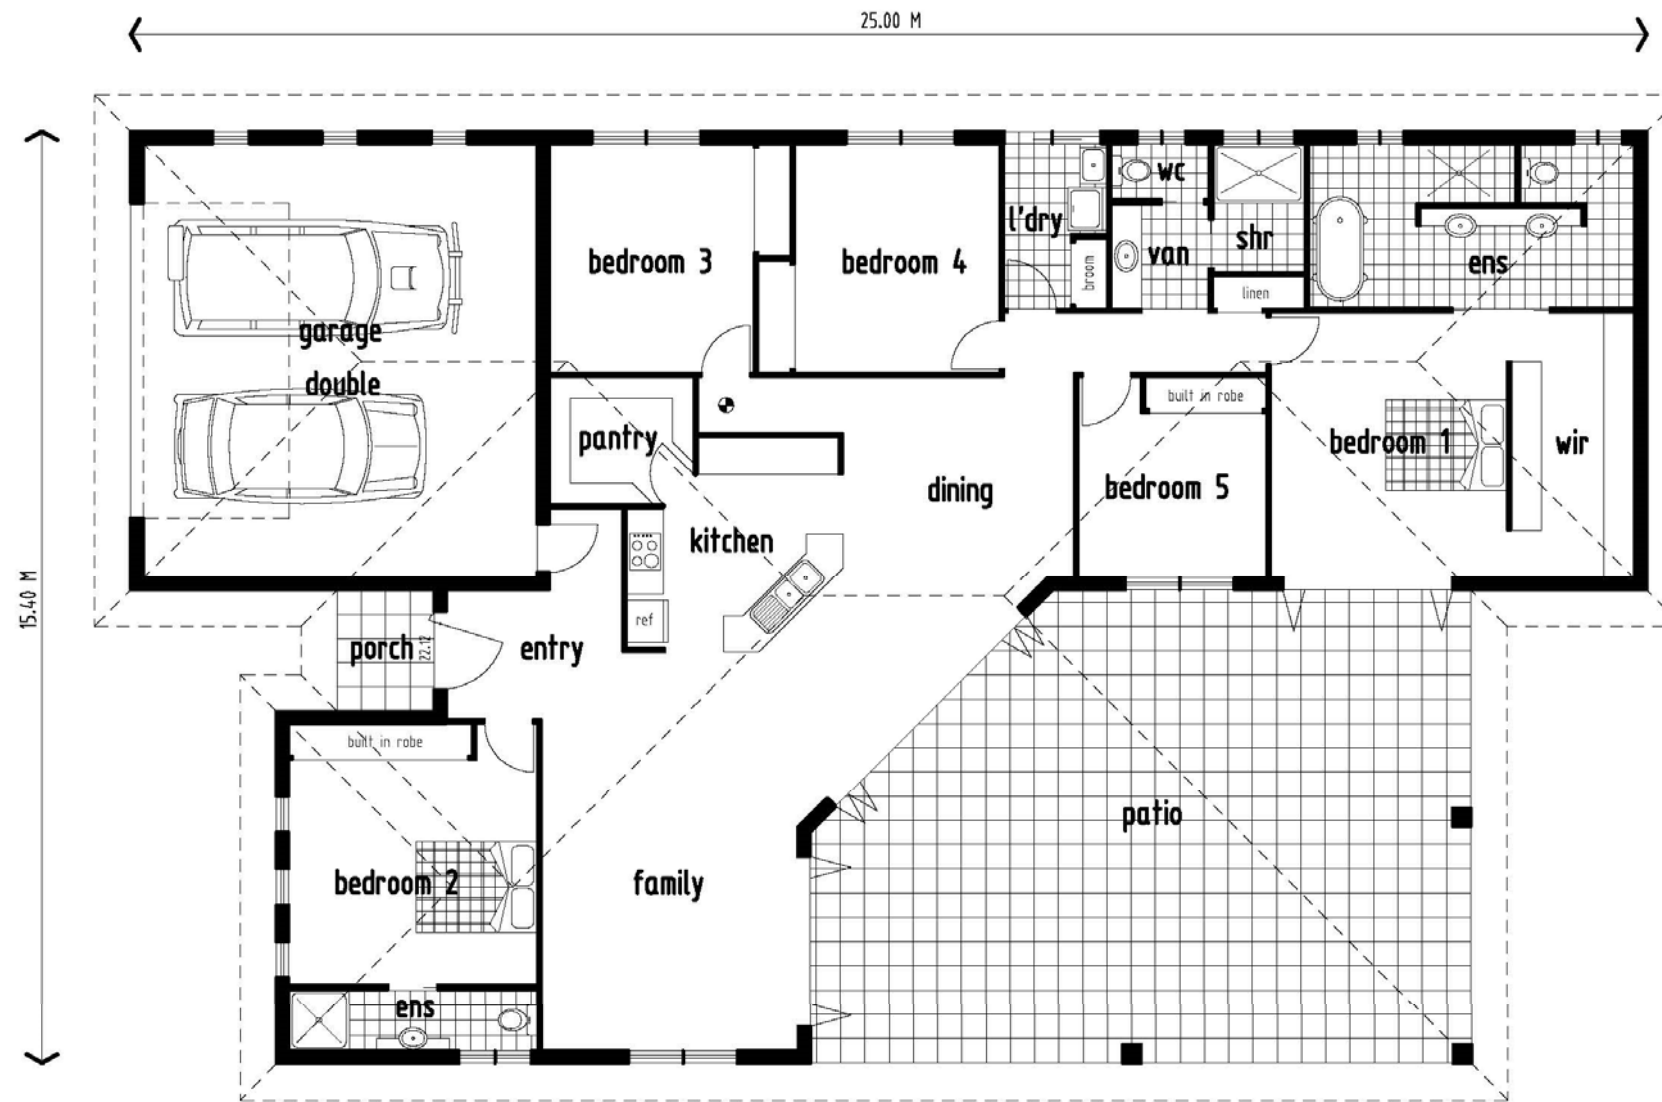 25.00 M
15.40 M
garage
double
bedroom 3
bedroom 4
l'dry
broom
wc
van
shr
linen
ens
pantry
kitchen
ref
dining
bedroom 5
built in robe
bedroom 1
wir
porch
22.12
entry
built in robe
bedroom 2
ens
family
patio